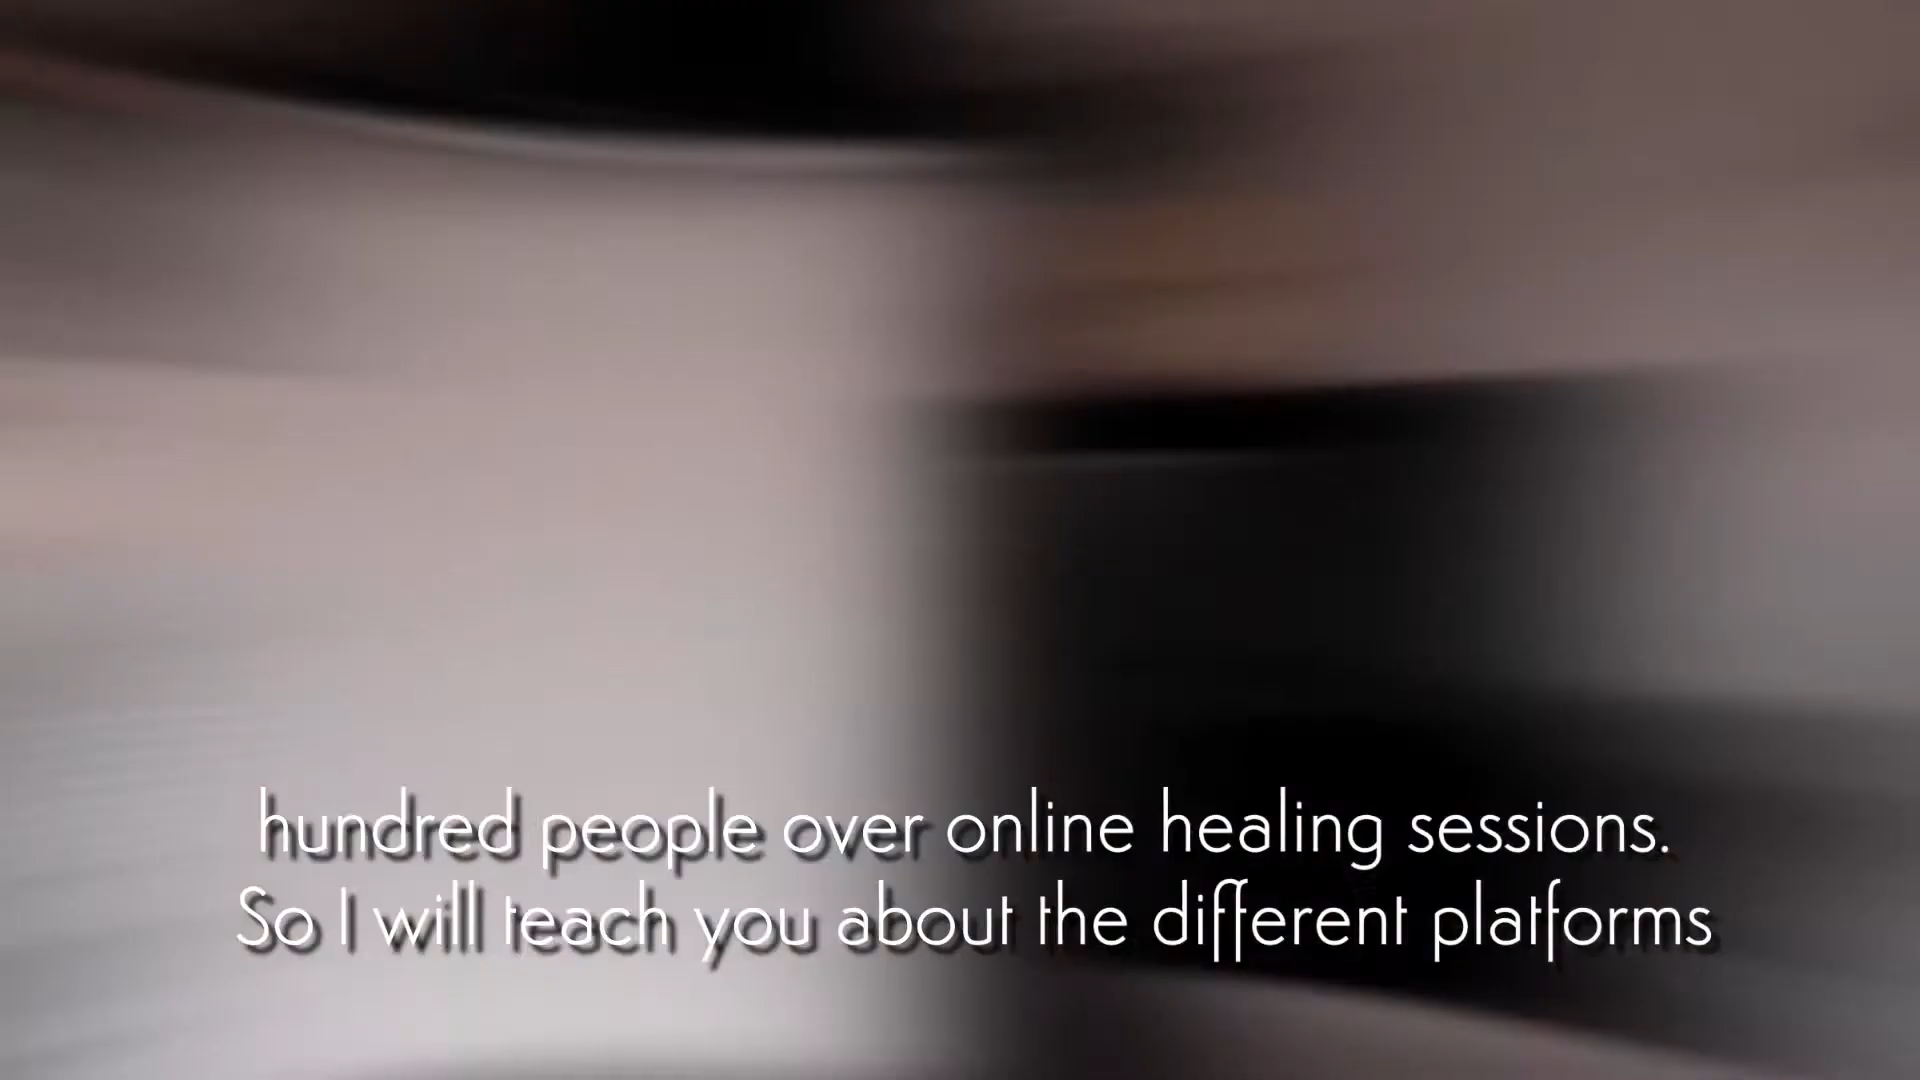 hundred people over online healing sessions.
So I will teach you about the different platforms